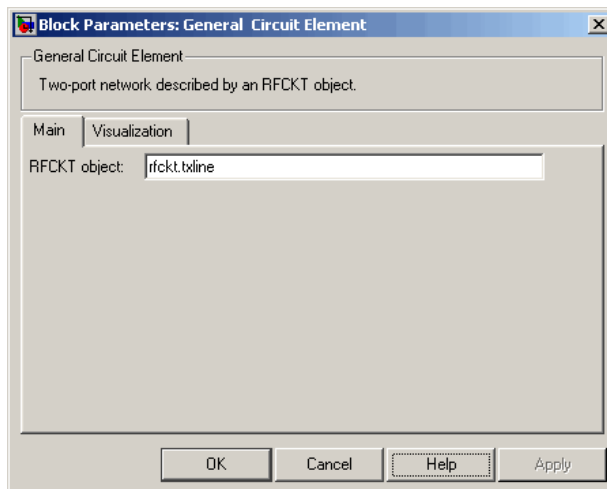 Block Parameters: General Circuit Element
General Circuit Element
Two-port network described by an RFCKT object.
Main Visualization
RFCKT object: rfckt.txline
OK Cancel Help Apply